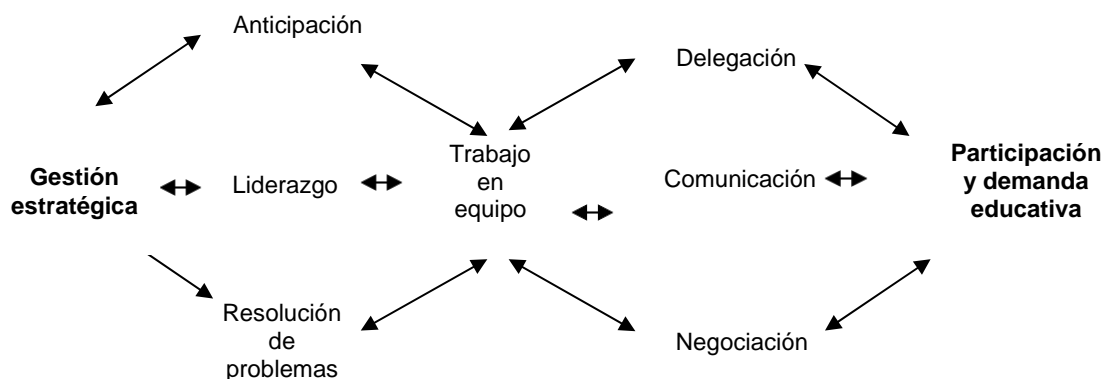 Anticipación
Delegación
Gestión
estratégica
Liderazgo
Trabajo
en
equipo
Comunicación
Participación
y demanda
educativa
Resolución
de
problemas
Negociación